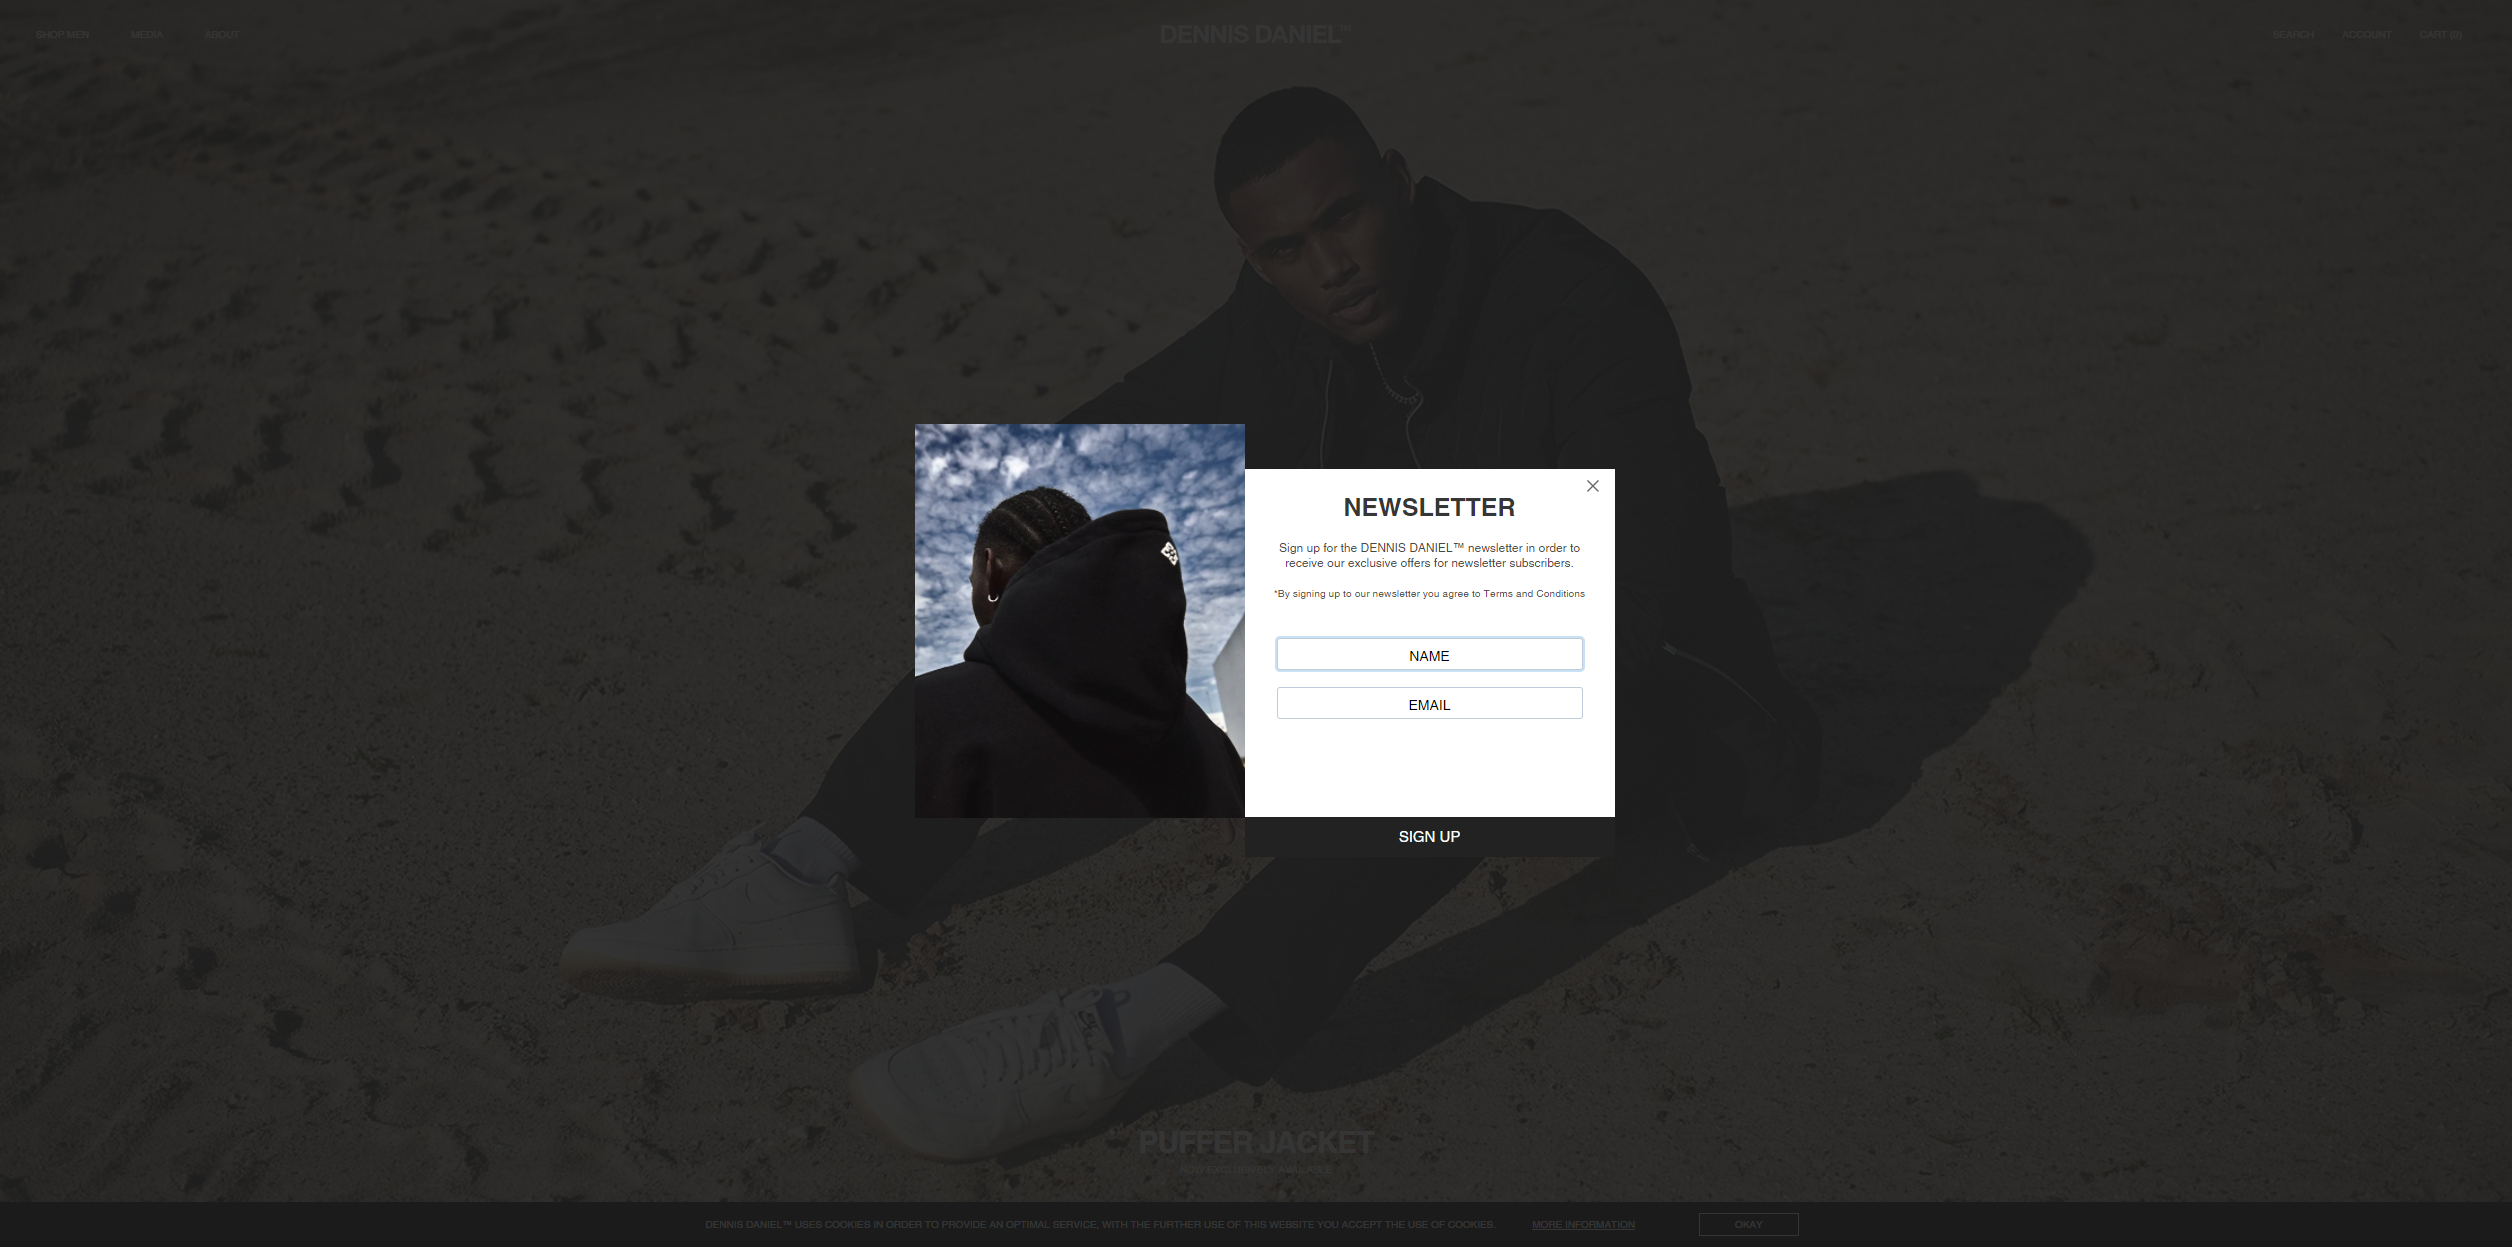 SHOP MEN
MEDIA
ABOUT
DENNIS DANIEL™
SEARCH
ACCOUNT
CART (0)
NEWSLETTER
Sign up for the DENNIS DANIEL™ newsletter in order to
receive our exclusive offers for newsletter subscribers.
*By signing up to our newsletter you agree to Terms and Conditions
NAME
EMAIL
SIGN UP
PUFFER JACKET
NOW EXCLUSIVELY AVAILABLE
DENNIS DANIEL™ USES COOKIES IN ORDER TO PROVIDE AN OPTIMAL SERVICE, WITH THE FURTHER USE OF THIS WEBSITE YOU ACCEPT THE USE OF COOKIES.
MORE INFORMATION
OKAY